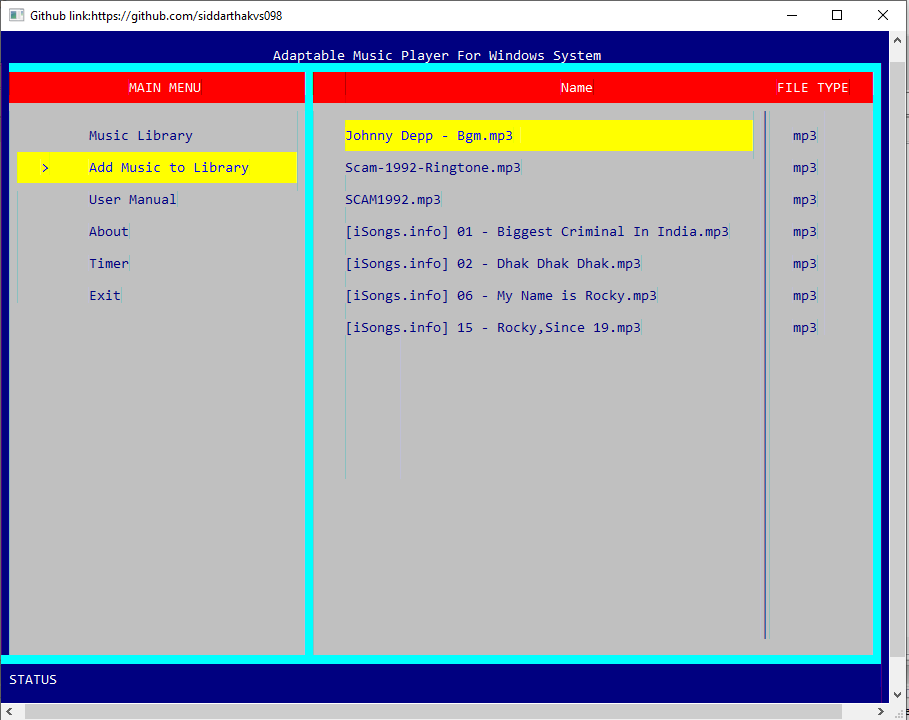 Github link:https://github.com/siddarthakvs098
Adaptable Music Player For Windows System
MAIN MENU
Music Library
> Add Music to Library
User Manual
About
Timer
Exit
Name FILE TYPE
Johnny Depp - Bgm.mp3 mp3
Scam-1992-Ringtone.mp3 mp3
SCAM1992.mp3 mp3
[iSongs.info] 01 - Biggest Criminal In India.mp3 mp3
[iSongs.info] 02 - Dhak Dhak Dhak.mp3 mp3
[iSongs.info] 06 - My Name is Rocky.mp3 mp3
[iSongs.info] 15 - Rocky,Since 19.mp3 mp3
STATUS